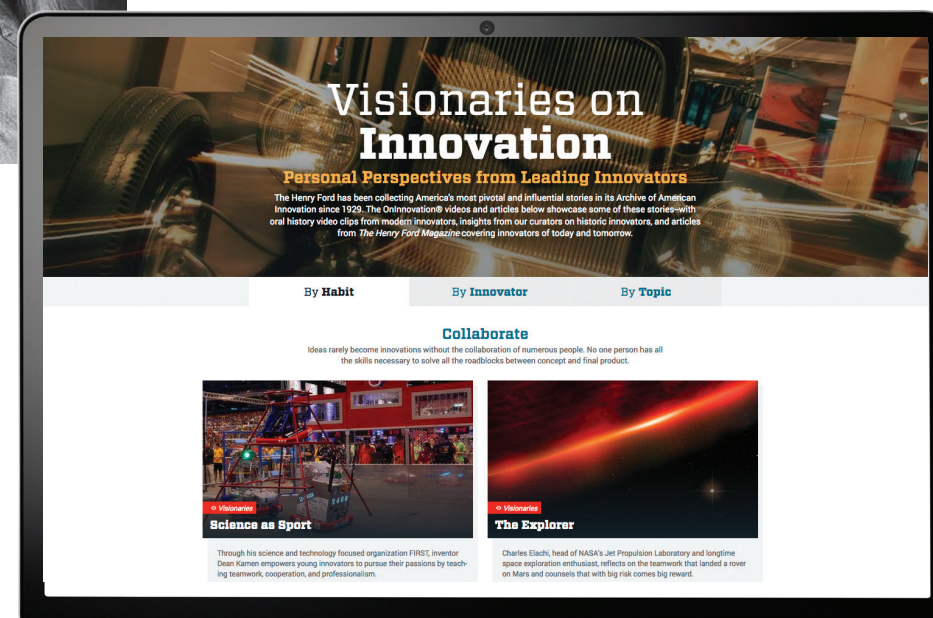 Visionaries on
Innovation
Personal Perspectives from Leading Innovators
The Henry Ford has been collecting America's most pivotal and influential stories in its Archive of American
Innovation since 1929. The OnInnovation® videos and articles below showcase some of these stories–with
oral history video clips from modern innovators, insights from our curators on historic innovators, and articles
from The Henry Ford Magazine covering innovators of today and tomorrow.
By Habit
By Innovator
By Topic
Collaborate
Ideas rarely become innovations without the collaboration of numerous people. No one person has all
the skills necessary to solve all the roadblocks between concept and final product.
Visionaries
Science as Sport
Through his science and technology focused organization FIRST, inventor
Dean Kamen empowers young innovators to pursue their passions by teach-
ing teamwork, cooperation, and professionalism.
Visionaries
The Explorer
Charles Elachi, head of NASA's Jet Propulsion Laboratory and longtime
space exploration enthusiast, reflects on the teamwork that landed a rover
on Mars and counsels that with big risk comes big reward.